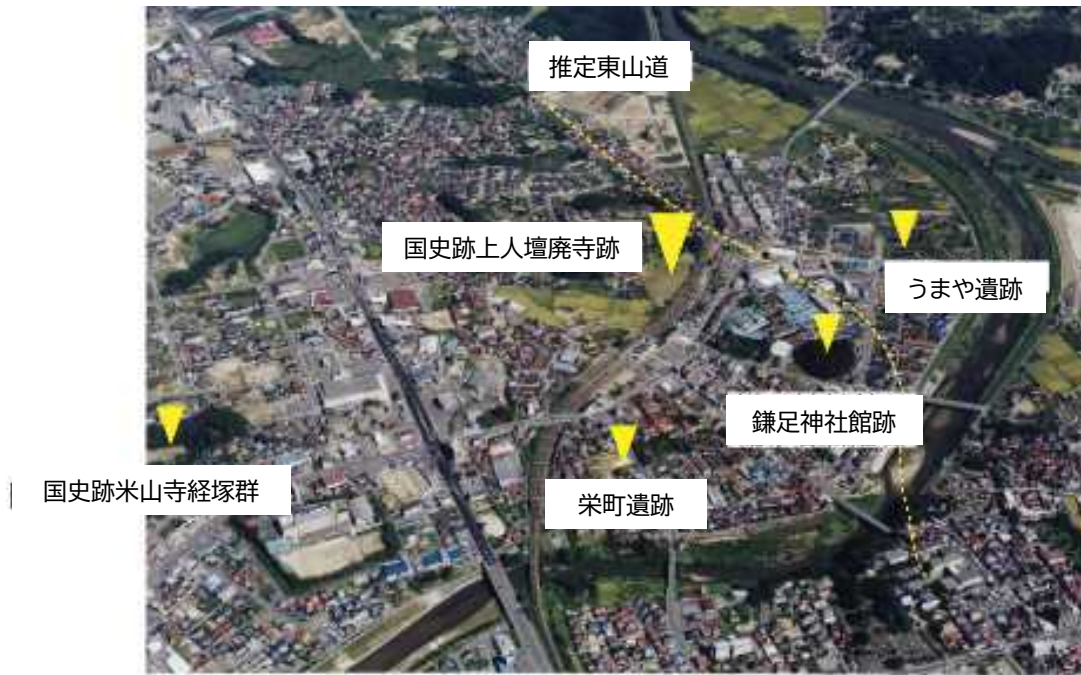 推定東山道
国史跡上人壇廃寺跡
うまや遺跡
鎌足神社館跡
国史跡米山寺経塚群
栄町遺跡